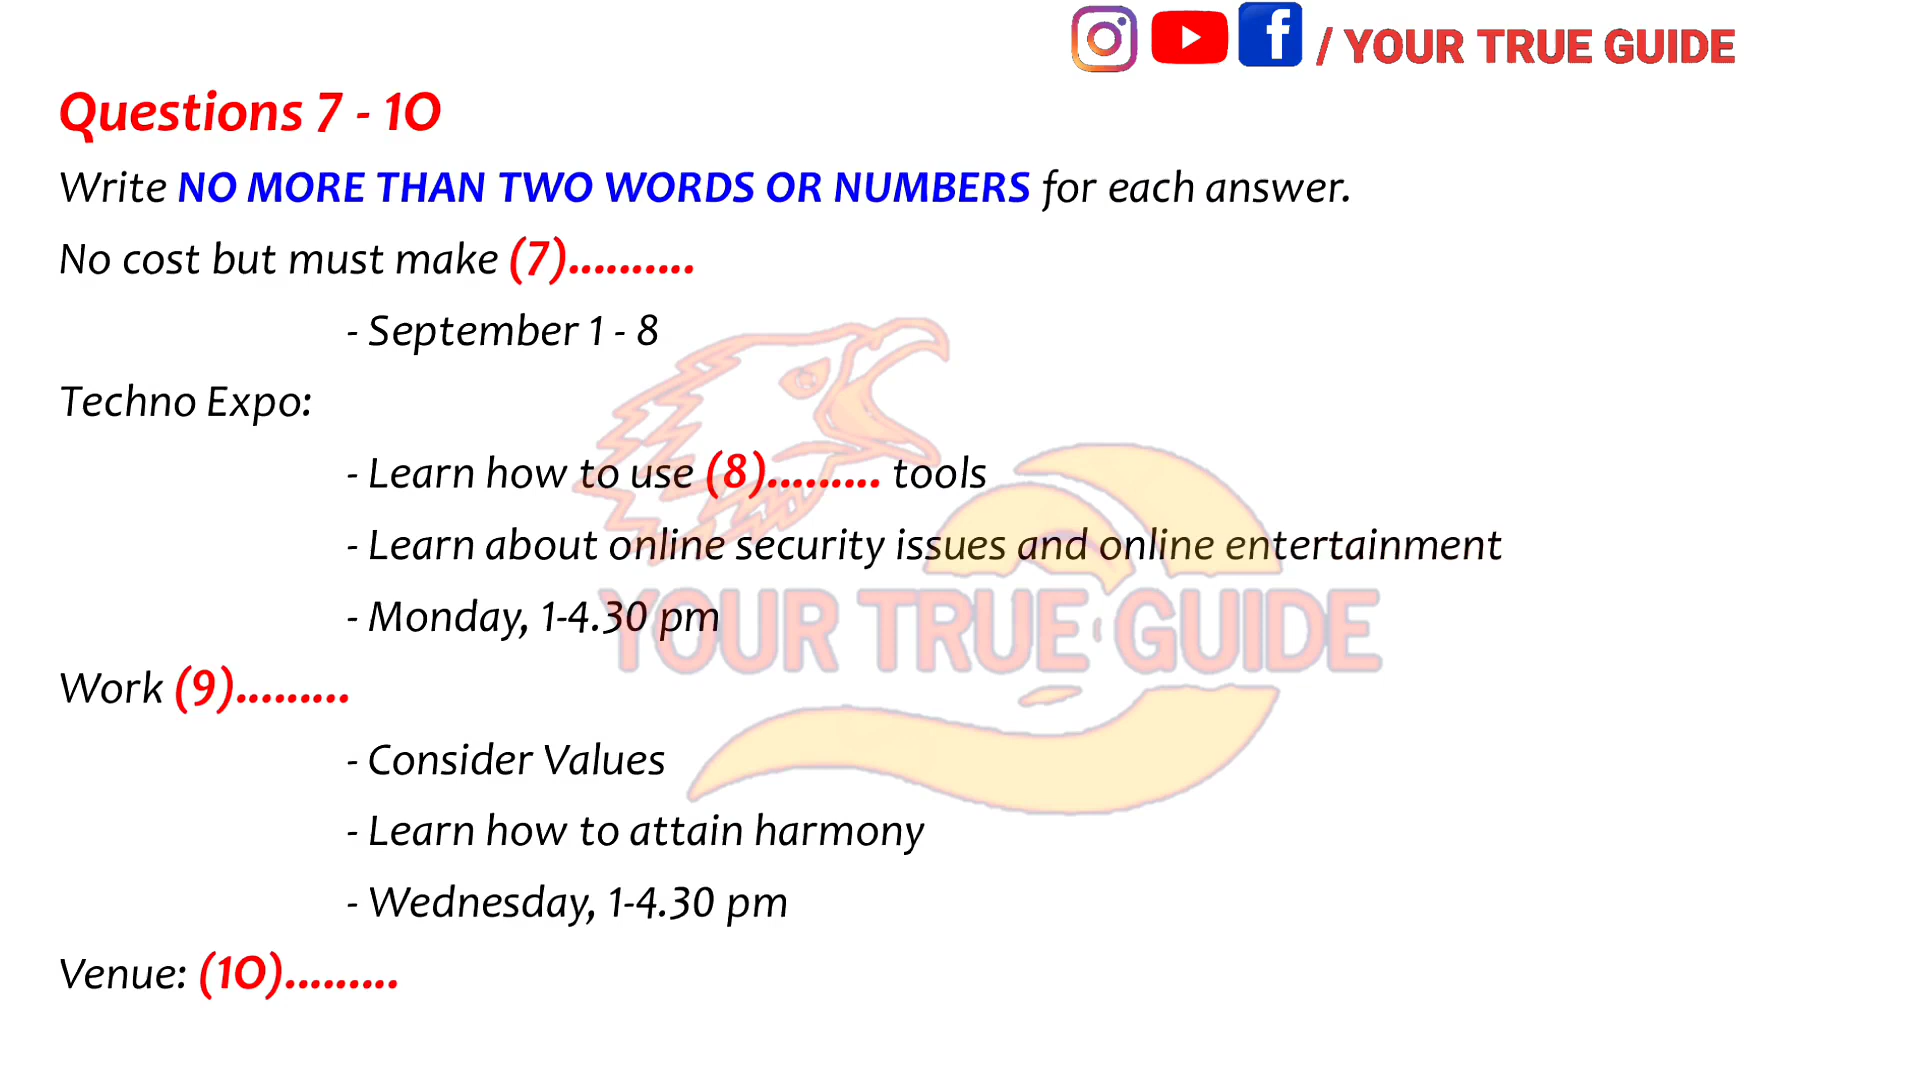 / YOUR TRUE GUIDE
Questions 7 - 10
Write NO MORE THAN TWO WORDS OR NUMBERS for each answer.
No cost but must make (7)..........
- September 1 - 8
Techno Expo:
- Learn how to use (8)......... tools
- Learn about online security issues and online entertainment
- Monday, 1-4.30 pm
YOUR TRUE GUIDE
Work (9).........
- Consider Values
- Learn how to attain harmony
- Wednesday, 1-4.30 pm
Venue: (10).........